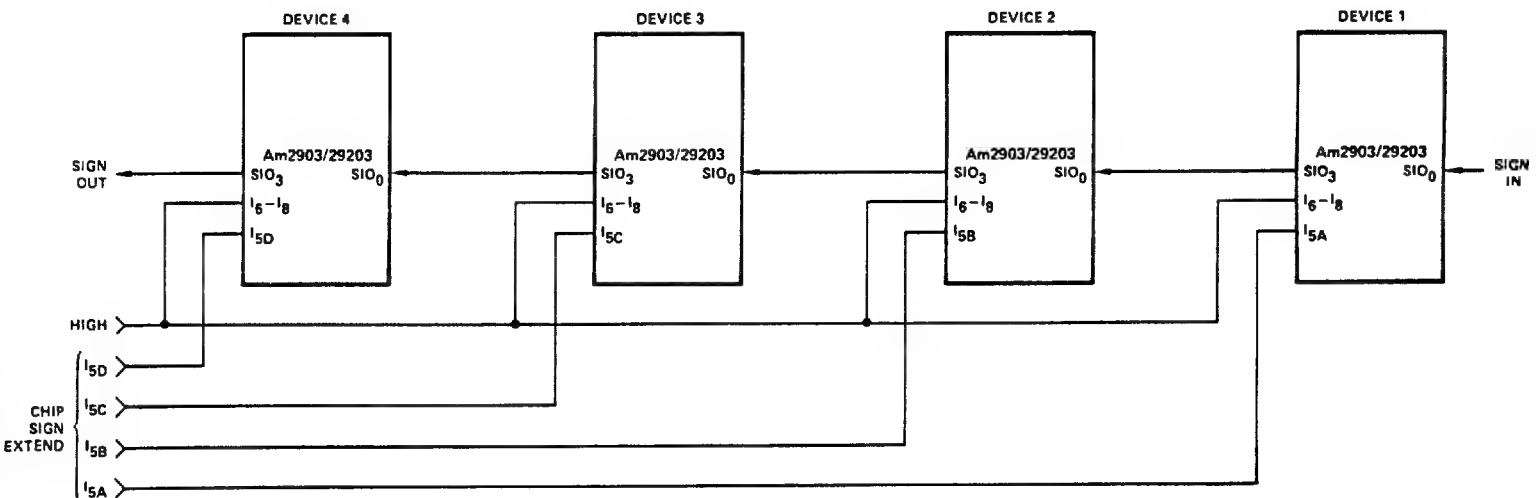 DEVICE 4
DEVICE 3
DEVICE 2
DEVICE 1
Am2903/29203
Am2903/29203
Am2903/29203
Am2903/29203
SIGN OUT
SIO₃ SIO₀
SIO₃ SIO₀
SIO₃ SIO₀
SIO₃ SIO₀
SIGN IN
I₆–I₈
I₆–I₈
I₆–I₈
I₆–I₈
I₅D
I₅C
I₅B
I₅A
HIGH
CHIP SIGN EXTEND
I₅D
I₅C
I₅B
I₅A